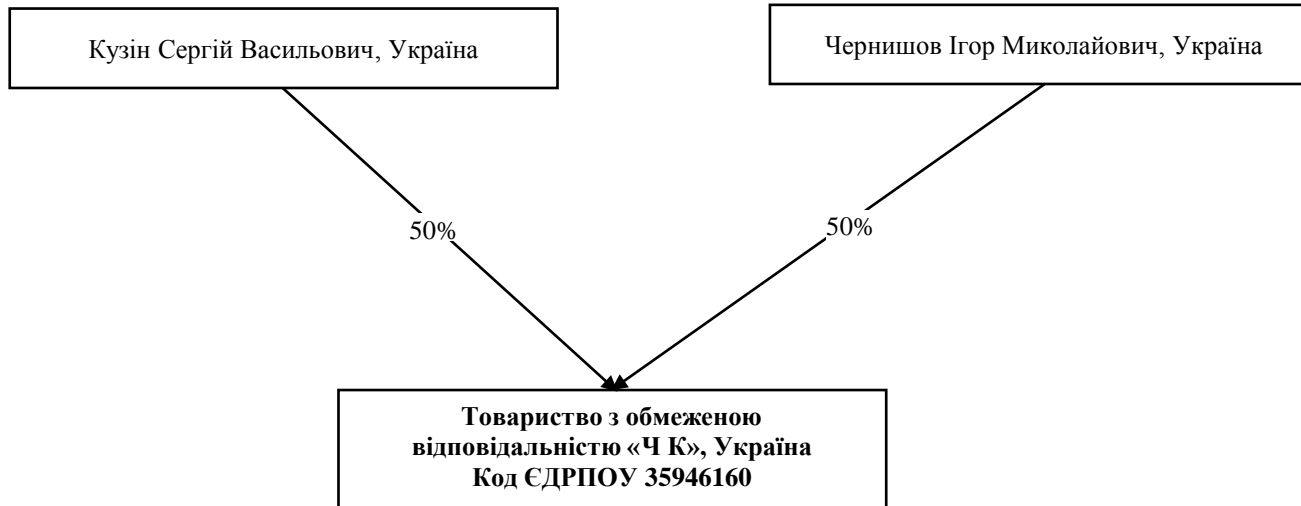 Кузін Сергій Васильович, Україна
Чернишов Ігор Миколайович, Україна
50%
50%
Товариство з обмеженою
відповідальністю «Ч К», Україна
Код ЄДРПОУ 35946160